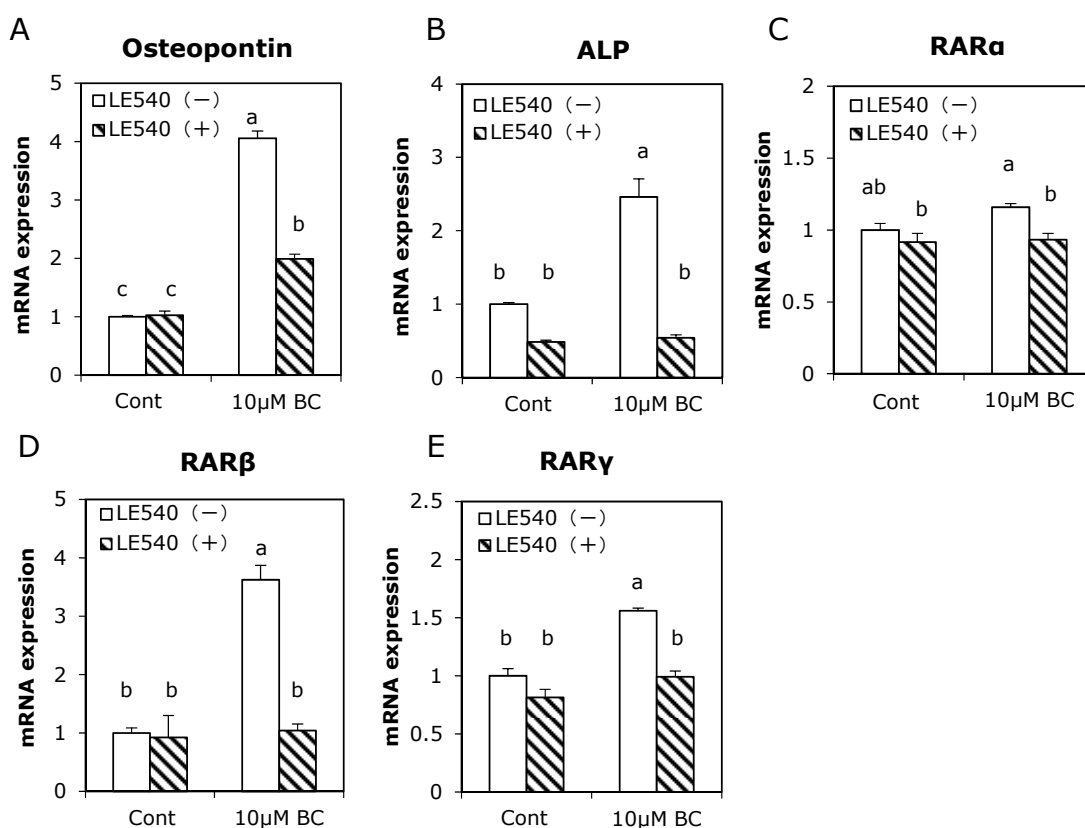 A
Osteopontin
mRNA expression
5
4
3
2
1
0
LE540 （−）
LE540 （+）
a
b
c c
Cont 10μM BC
B
ALP
mRNA expression
4
3
2
1
0
LE540 （−）
LE540 （+）
a
b b b
Cont 10μM BC
C
RARα
mRNA expression
2
1.5
1
0.5
0
LE540 （−）
LE540 （+）
ab b a b
Cont 10μM BC
D
RARβ
mRNA expression
5
4
3
2
1
0
LE540 （−）
LE540 （+）
a
b b b
Cont 10μM BC
E
RARγ
mRNA expression
2.5
2
1.5
1
0.5
0
LE540 （−）
LE540 （+）
a
b b b
Cont 10μM BC